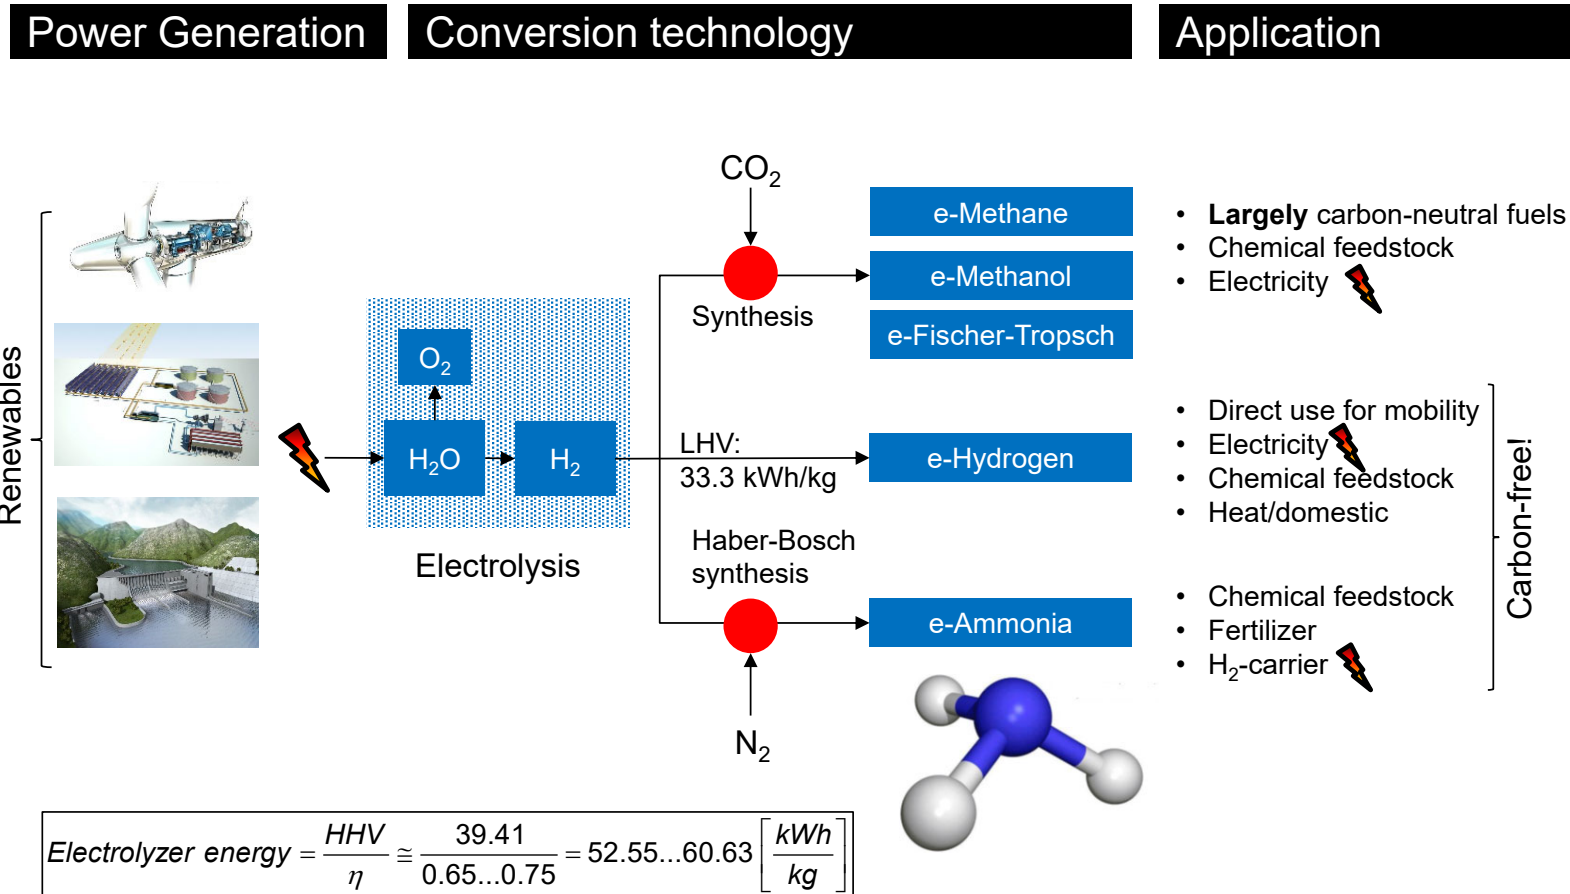 Power Generation
Conversion technology
Application
Renewables
CO₂
Synthesis
e-Methane
e-Methanol
e-Fischer-Tropsch
• Largely carbon-neutral fuels
• Chemical feedstock
• Electricity
O₂
H₂O
H₂
Electrolysis
LHV:
33.3 kWh/kg
e-Hydrogen
• Direct use for mobility
• Electricity
• Chemical feedstock
• Heat/domestic
Haber-Bosch
synthesis
e-Ammonia
N₂
• Chemical feedstock
• Fertilizer
• H₂-carrier
Carbon-free!
Electrolyzer energy = HHV/η ≅ 39.41/0.65...0.75 = 52.55...60.63 [kWh/kg]